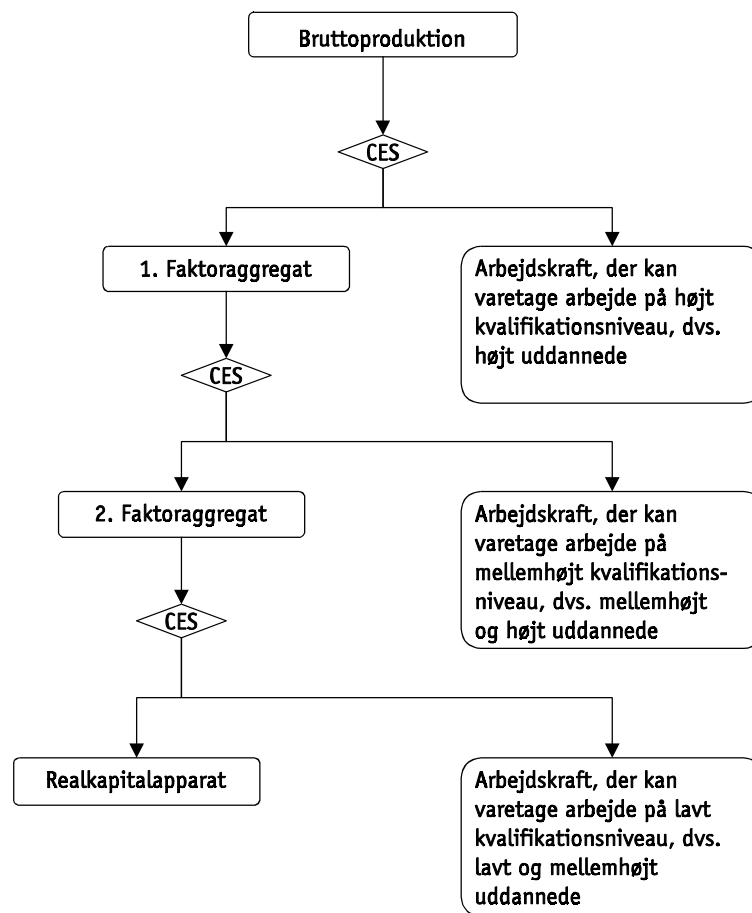 Bruttoproduktion
CES
1. Faktoraggregat
Arbejdskraft, der kan
varetage arbejde på højt
kvalifikationsniveau, dvs.
højt uddannede
CES
2. Faktoraggregat
Arbejdskraft, der kan
varetage arbejde på
mellemhøjt kvalifikations-
niveau, dvs. mellemhøjt
og højt uddannede
CES
Realkapitalapparat
Arbejdskraft, der kan
varetage arbejde på lavt
kvalifikationsniveau, dvs.
lavt og mellemhøjt
uddannede